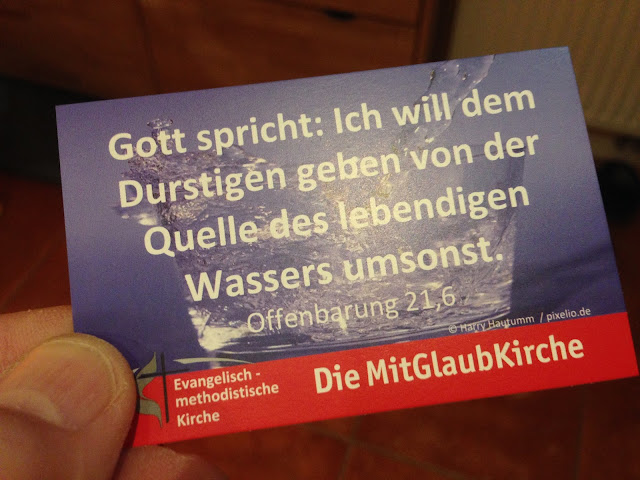 Gott spricht: Ich will dem
Durstigen geben von der
Quelle des lebendigen
Wassers umsonst.
Offenbarung 21,6
© Harry Hautumm / pixelio.de
Evangelisch-
methodistische
Kirche
Die MitGlaubKirche